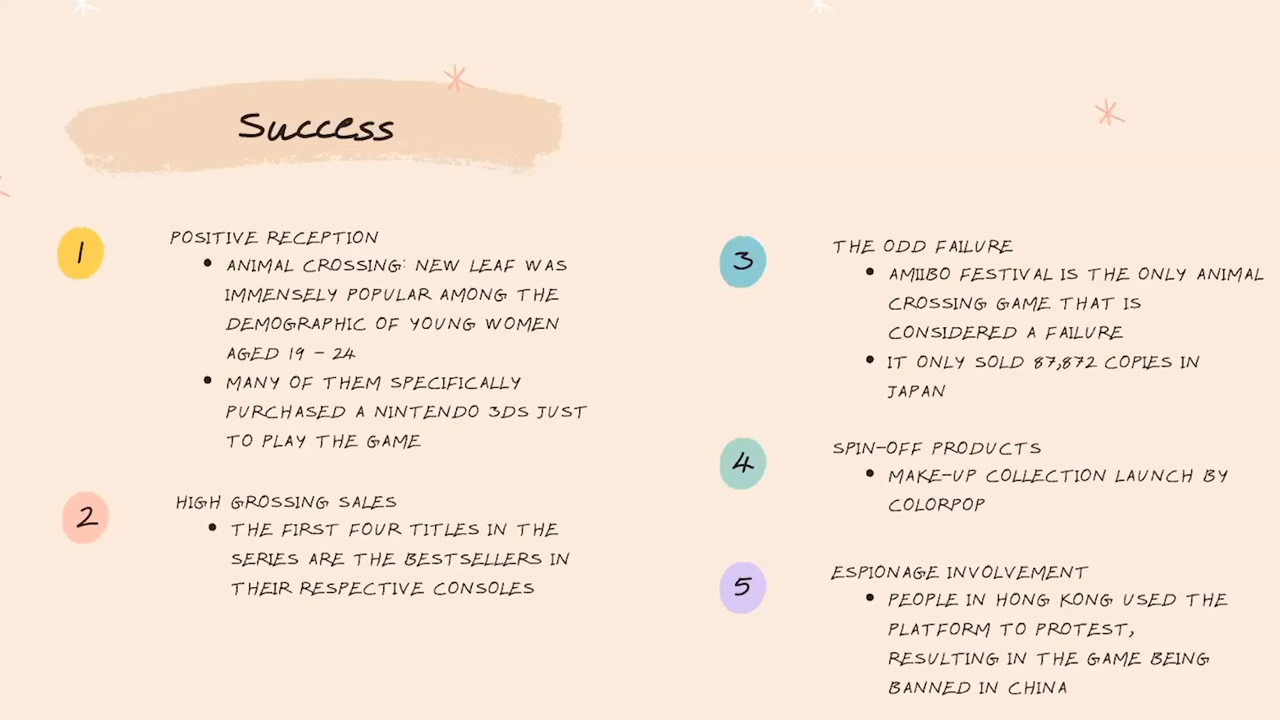 Success
1
POSITIVE RECEPTION
• ANIMAL CROSSING: NEW LEAF WAS
IMMENSELY POPULAR AMONG THE
DEMOGRAPHIC OF YOUNG WOMEN
AGED 19 - 24
• MANY OF THEM SPECIFICALLY
PURCHASED A NINTENDO 3DS JUST
TO PLAY THE GAME
2
HIGH GROSSING SALES
• THE FIRST FOUR TITLES IN THE
SERIES ARE THE BESTSELLERS IN
THEIR RESPECTIVE CONSOLES
3
THE ODD FAILURE
• AMIIBO FESTIVAL IS THE ONLY ANIMAL
CROSSING GAME THAT IS
CONSIDERED A FAILURE
• IT ONLY SOLD 87,872 COPIES IN
JAPAN
4
SPIN-OFF PRODUCTS
• MAKE-UP COLLECTION LAUNCH BY
COLORPOP
5
ESPIONAGE INVOLVEMENT
• PEOPLE IN HONG KONG USED THE
PLATFORM TO PROTEST,
RESULTING IN THE GAME BEING
BANNED IN CHINA